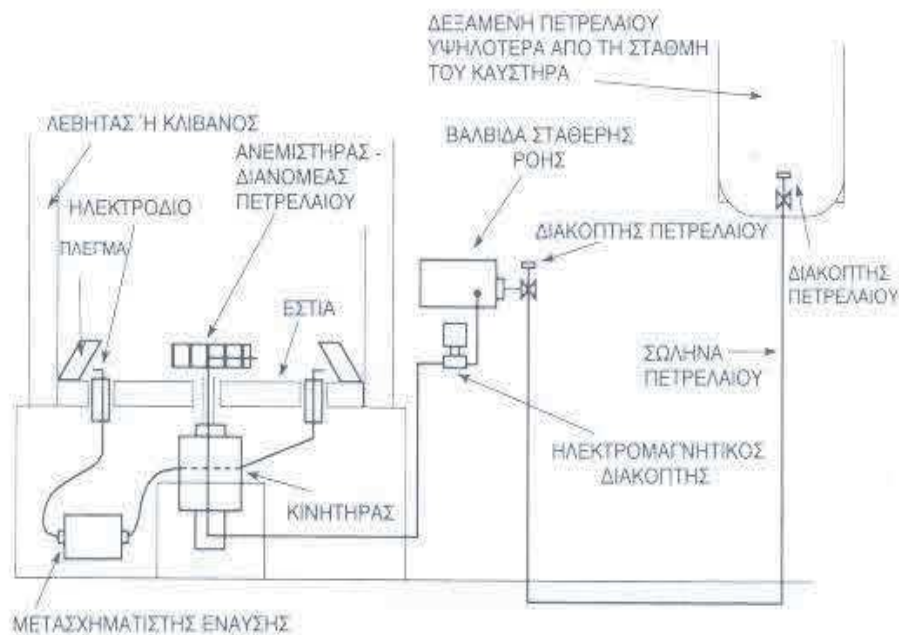 ΔΕΞΑΜΕΝΗ ΠΕΤΡΕΛΑΙΟΥ
ΥΨΗΛΟΤΕΡΑ ΑΠΟ ΤΗ ΣΤΑΘΜΗ
ΤΟΥ ΚΑΥΣΤΗΡΑ
ΛΕΒΗΤΑΣ Ή ΚΛΙΒΑΝΟΣ
ΑΝΕΜΙΣΤΗΡΑΣ -
ΔΙΑΝΟΜΕΑΣ
ΠΕΤΡΕΛΑΙΟΥ
ΒΑΛΒΙΔΑ ΣΤΑΘΕΡΗΣ
ΡΟΗΣ
ΗΛΕΚΤΡΟΔΙΟ
ΠΛΕΓΜΑ
ΔΙΑΚΟΠΤΗΣ ΠΕΤΡΕΛΑΙΟΥ
ΔΙΑΚΟΠΤΗΣ
ΠΕΤΡΕΛΑΙΟΥ
ΕΣΤΙΑ
ΣΩΛΗΝΑ
ΠΕΤΡΕΛΑΙΟΥ
ΗΛΕΚΤΡΟΜΑΓΝΗΤΙΚΟΣ
ΔΙΑΚΟΠΤΗΣ
ΚΙΝΗΤΗΡΑΣ
ΜΕΤΑΣΧΗΜΑΤΙΣΤΗΣ ΕΝΑΥΣΗΣ